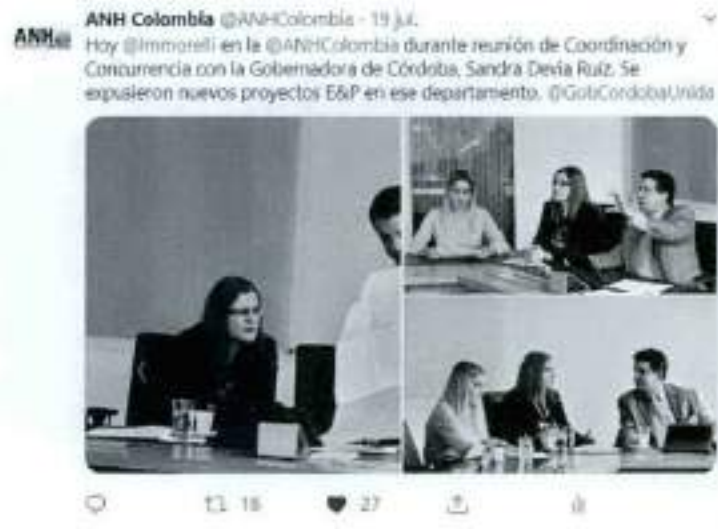 ANH Colombia @ANHColombia - 19 jul.
ANH
Hoy @lmmorelli en la @ANHColombia durante reunión de Coordinación y
Concurrencia con la Gobernadora de Córdoba, Sandra Devia Ruiz. Se
expusieron nuevos proyectos E&P en ese departamento. @GobCordobaUnida
18
27